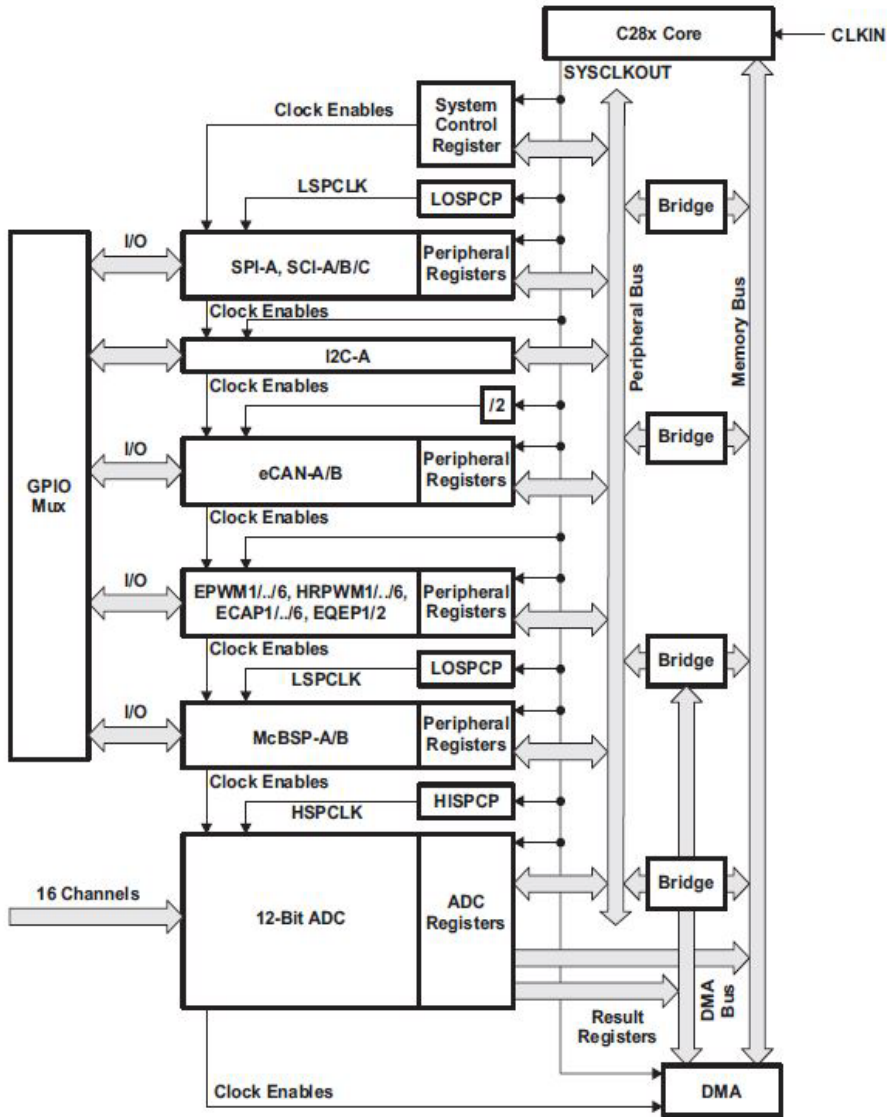 C28x Core
CLKIN
SYSCLKOUT
Clock Enables
System
Control
Register
LSPCLK
LOSPCP
Bridge
I/O
SPI-A, SCI-A/B/C
Peripheral
Registers
Clock Enables
Peripheral Bus
Memory Bus
I2C-A
Clock Enables
/2
Bridge
I/O
eCAN-A/B
Peripheral
Registers
GPIO
Mux
Clock Enables
I/O
EPWM1/../6, HRPWM1/../6,
ECAP1/../6, EQEP1/2
Peripheral
Registers
Clock Enables
LSPCLK
LOSPCP
Bridge
I/O
McBSP-A/B
Peripheral
Registers
Clock Enables
HSPCLK
HISPCP
16 Channels
12-Bit ADC
ADC
Registers
Bridge
Result
Registers
DMA
Bus
Clock Enables
DMA